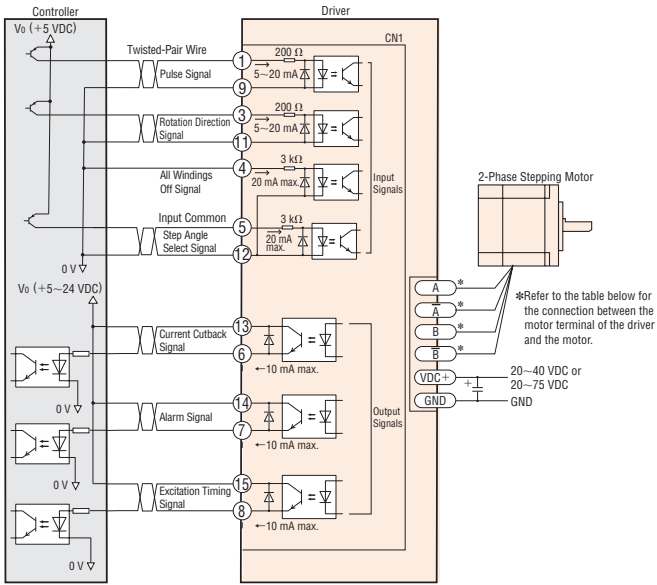 Controller
Driver
V0 (+5 VDC)
CN1
Twisted-Pair Wire
Pulse Signal
1
200 Ω
5~20 mA
9
Rotation Direction
Signal
3
200 Ω
5~20 mA
11
All Windings
Off Signal
4
3 kΩ
20 mA max.
Input
Signals
Input Common
Step Angle
Select Signal
5
3 kΩ
20 mA
max.
12
0 V
V0 (+5~24 VDC)
2-Phase Stepping Motor
A
*
A̅
*
B
*
B̅
*
*Refer to the table below for
the connection between the
motor terminal of the driver
and the motor.
VDC+
+
20~40 VDC or
20~75 VDC
GND
GND
Current Cutback
Signal
13
6
←10 mA max.
0 V
Alarm Signal
14
7
←10 mA max.
Output
Signals
0 V
Excitation Timing
Signal
15
8
←10 mA max.
0 V